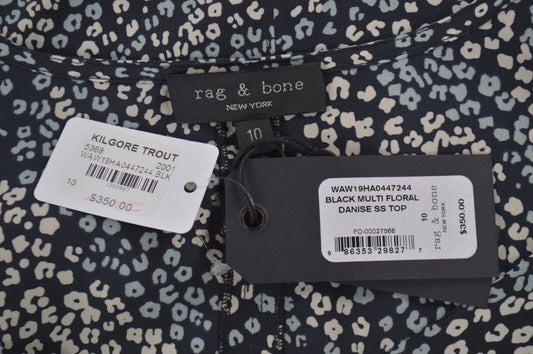 rag & bone
NEW YORK
10
KILGORE TROUT
5368 2001
WAW19HA0447244 BLK
10
$350.00
WAW19HA0447244
BLACK MULTI FLORAL
DANISE SS TOP
PO-00027566
6 86353 29827 7
10
rag & bone
NEW YORK
$350.00